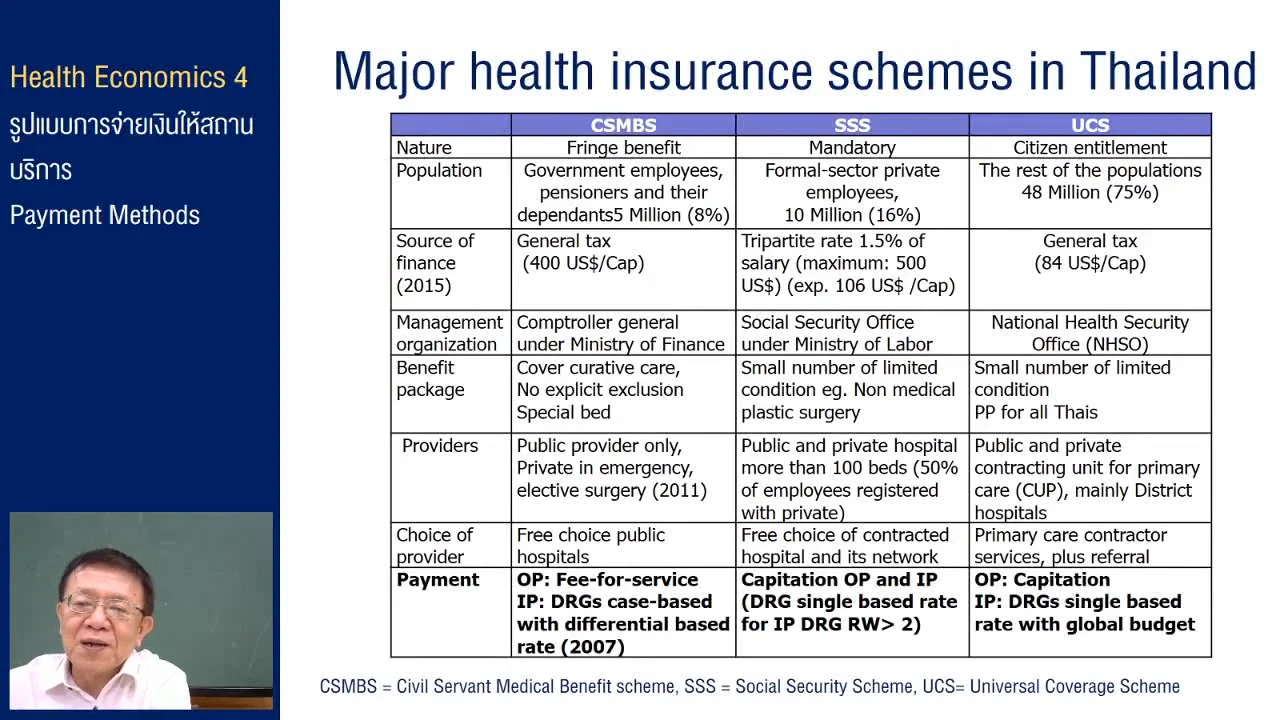 Health Economics 4
รูปแบบการจ่ายเงินให้สถาน
บริการ
Payment Methods
Major health insurance schemes in Thailand
CSMBS SSS UCS
Nature Fringe benefit Mandatory Citizen entitlement
Population Government employees, Formal-sector private The rest of the populations
pensioners and their employees, 48 Million (75%)
dependants5 Million (8%) 10 Million (16%)
Source of General tax Tripartite rate 1.5% of General tax
finance (400 US$/Cap) salary (maximum: 500 (84 US$/Cap)
(2015) US$) (exp. 106 US$ /Cap)
Management Comptroller general Social Security Office National Health Security
organization under Ministry of Finance under Ministry of Labor Office (NHSO)
Benefit Cover curative care, Small number of limited Small number of limited
package No explicit exclusion condition eg. Non medical condition
Special bed plastic surgery PP for all Thais
Providers Public provider only, Public and private hospital Public and private
Private in emergency, more than 100 beds (50% contracting unit for primary
elective surgery (2011) of employees registered care (CUP), mainly District
with private) hospitals
Choice of Free choice public Free choice of contracted Primary care contractor
provider hospitals hospital and its network services, plus referral
Payment OP: Fee-for-service Capitation OP and IP OP: Capitation
IP: DRGs case-based (DRG single based rate IP: DRGs single based
with differential based for IP DRG RW> 2) rate with global budget
rate (2007)
CSMBS = Civil Servant Medical Benefit scheme, SSS = Social Security Scheme, UCS= Universal Coverage Scheme